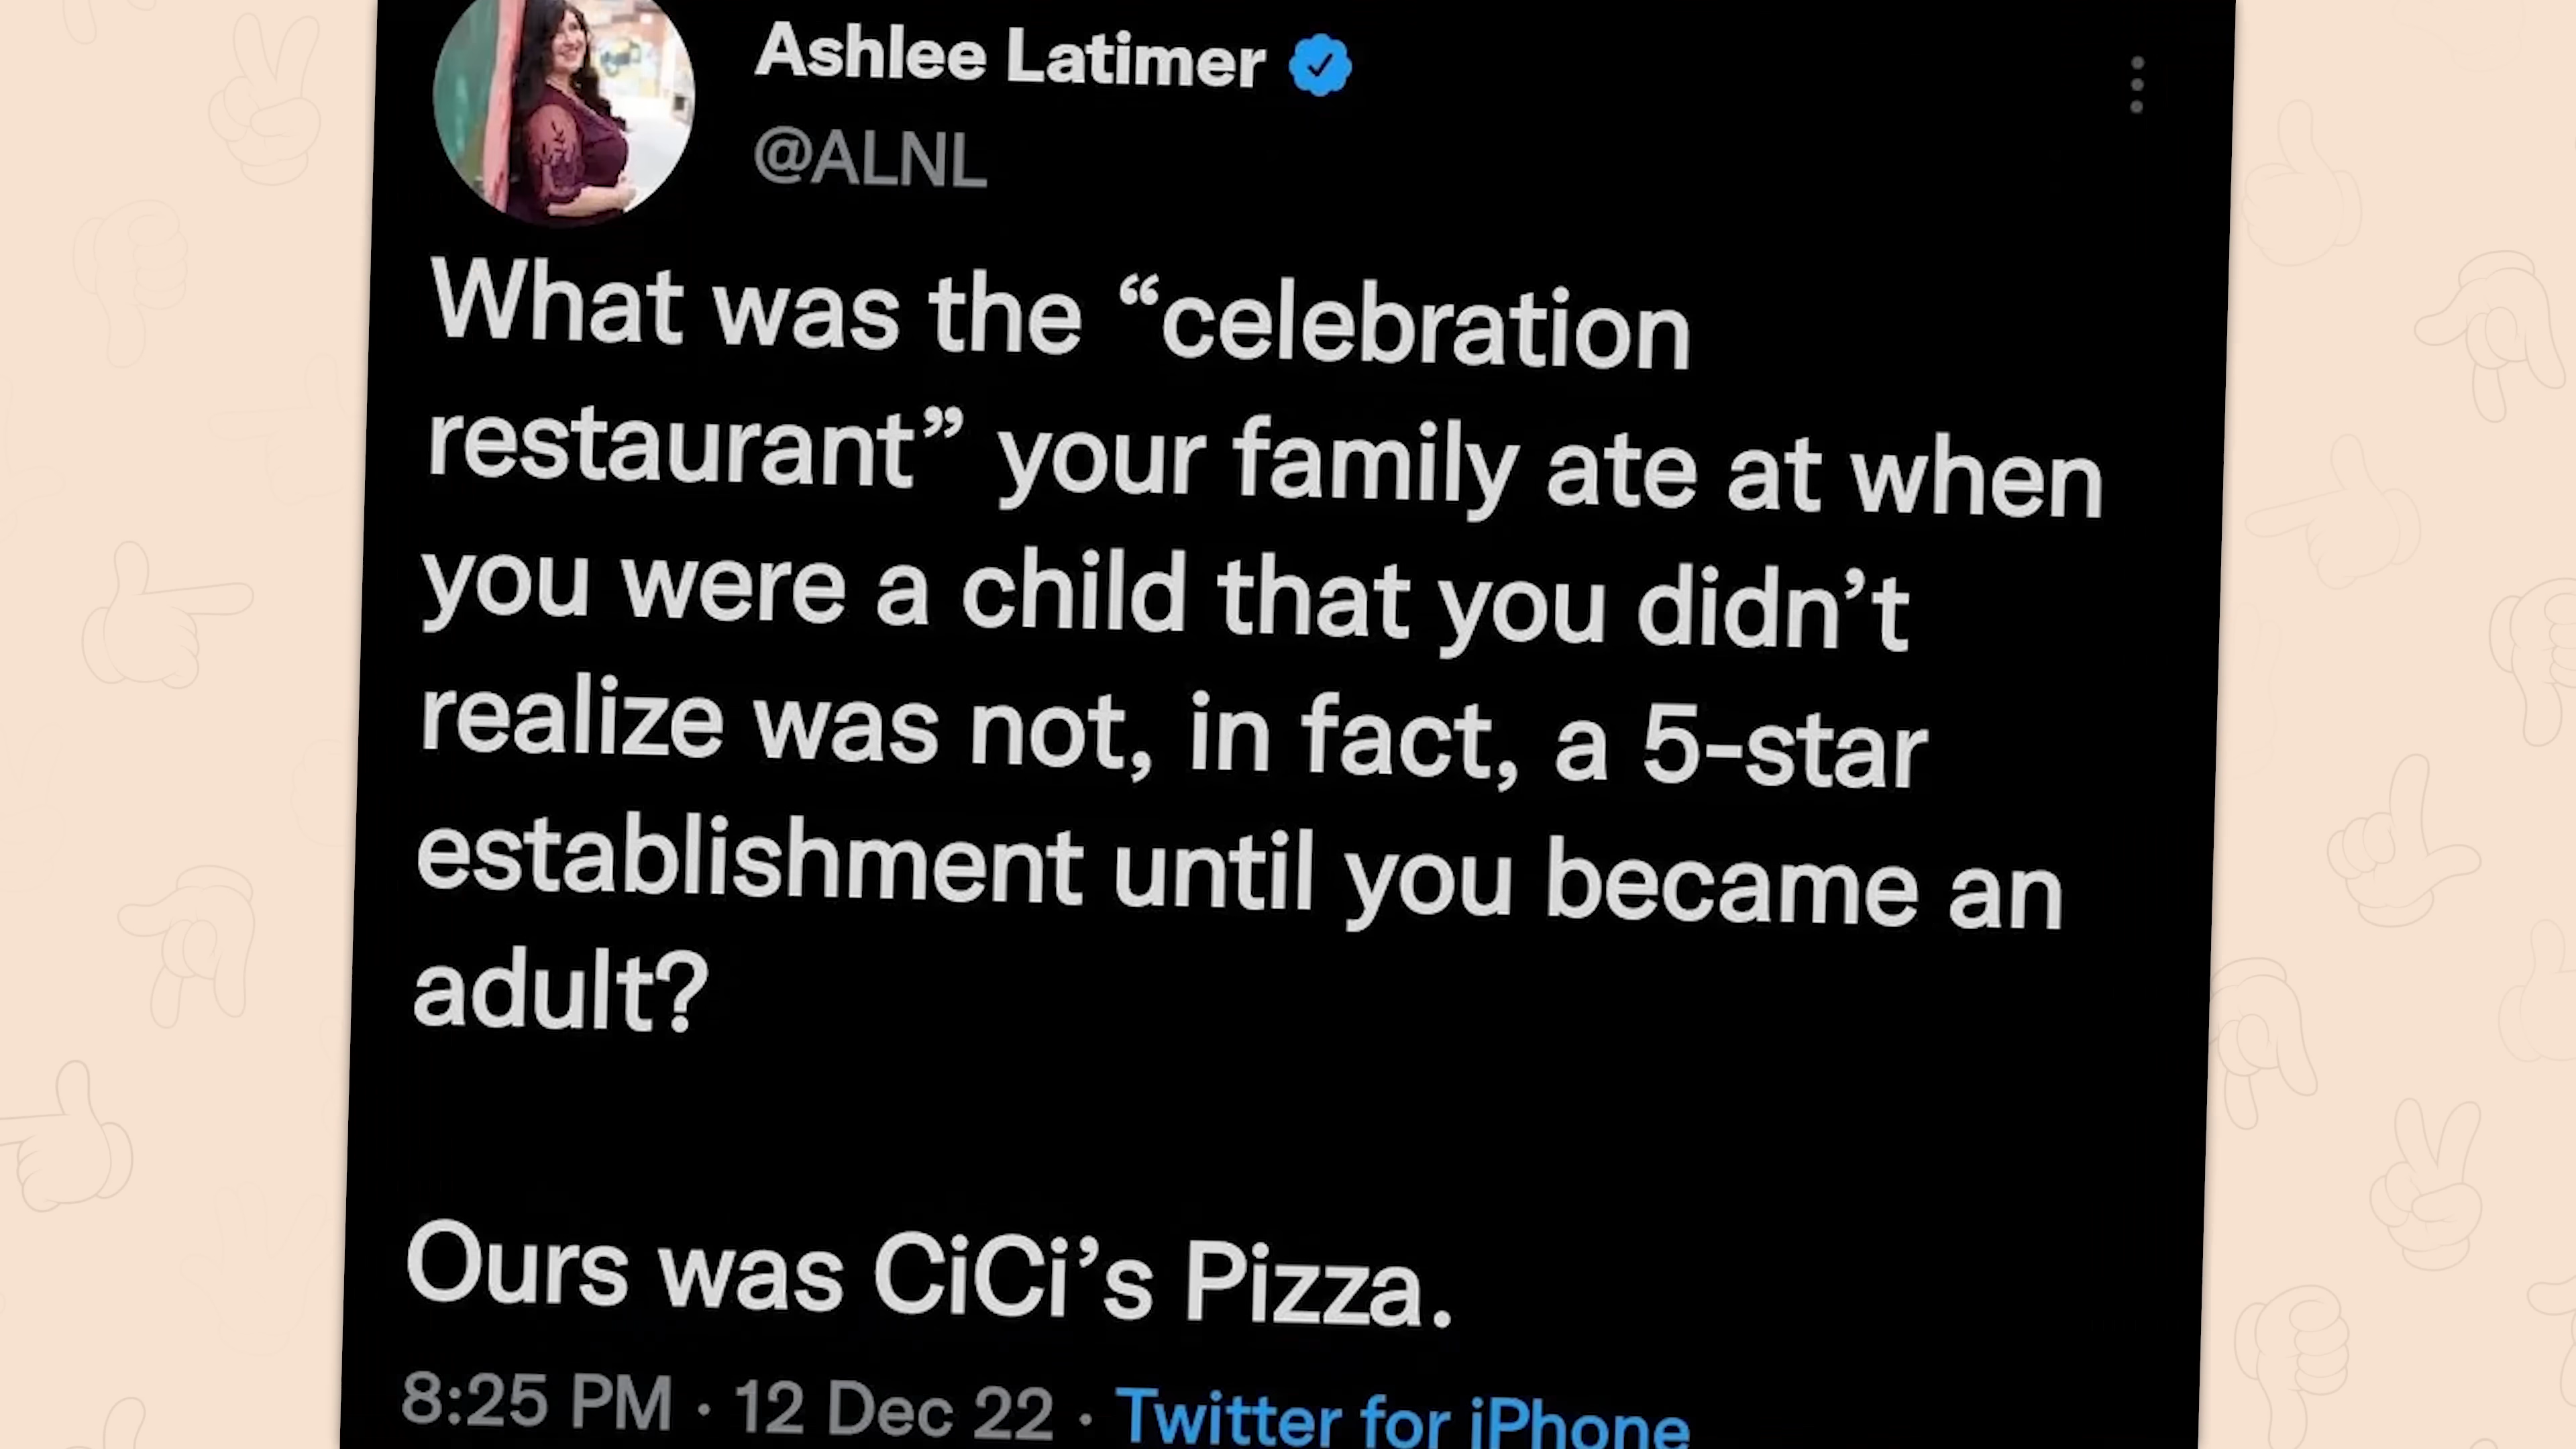 Ashlee Latimer
@ALNL
What was the “celebration
restaurant” your family ate at when
you were a child that you didn’t
realize was not, in fact, a 5-star
establishment until you became an
adult?
Ours was CiCi’s Pizza.
8:25 PM · 12 Dec 22 · Twitter for iPhone